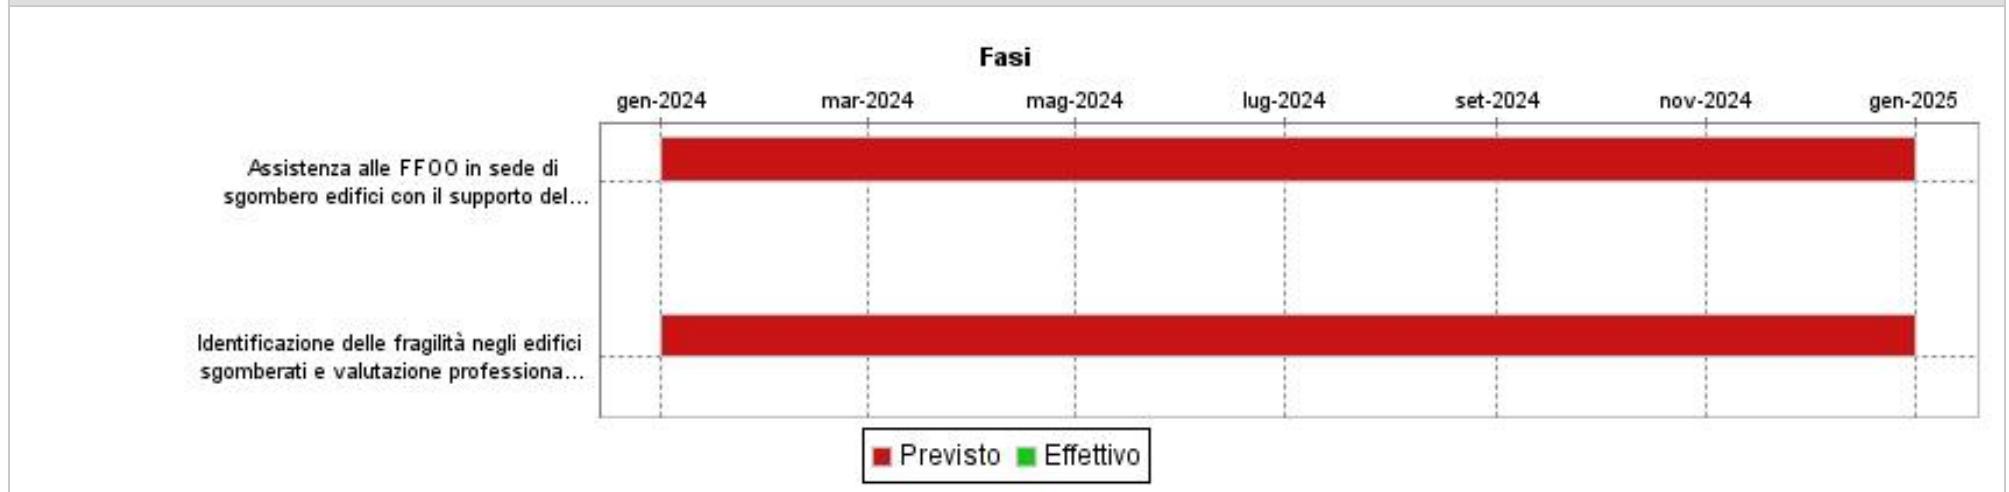 Fasi
gen-2024 mar-2024 mag-2024 lug-2024 set-2024 nov-2024 gen-2025
Assistenza alle FFOO in sede di
sgombero edifici con il supporto del...
Identificazione delle fragilità negli edifici
sgomberati e valutazione professiona...
Previsto Effettivo